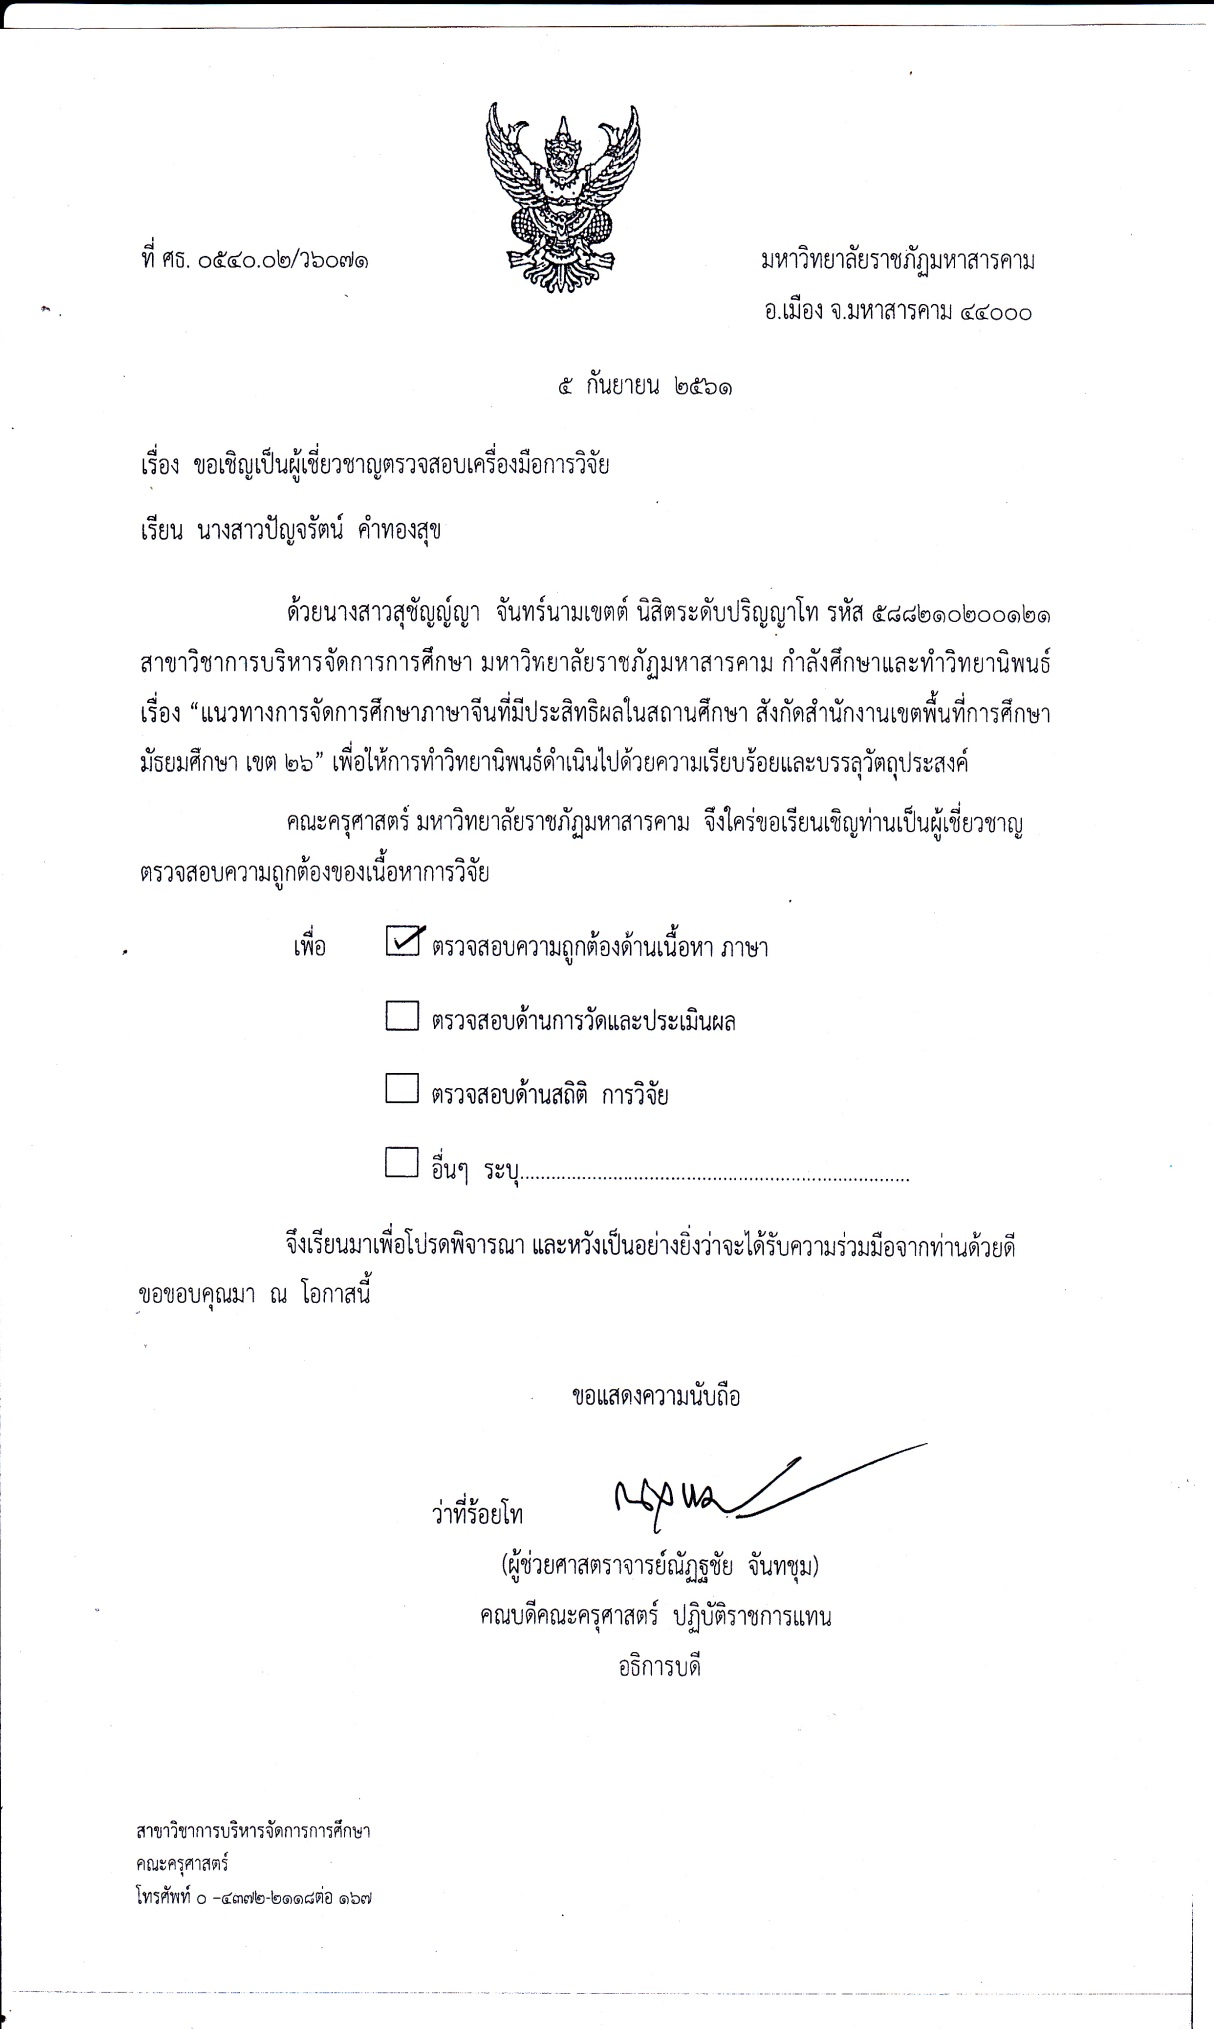 ที่ ศธ. ๐๕๔๐.๐๒/ว๖๐๗๑
มหาวิทยาลัยราชภัฏมหาสารคาม
อ.เมือง จ.มหาสารคาม ๔๔๐๐๐
๕ กันยายน ๒๕๖๑
เรื่อง ขอเชิญเป็นผู้เชี่ยวชาญตรวจสอบเครื่องมือการวิจัย
เรียน นางสาวปัญจรัตน์ คำทองสุข
ด้วยนางสาวสุชัญญ์ญา จันทร์นามเขตต์ นิสิตระดับปริญญาโท รหัส ๕๘๘๒๑๐๒๐๐๑๒๑
สาขาวิชาการบริหารจัดการการศึกษา มหาวิทยาลัยราชภัฏมหาสารคาม กำลังศึกษาและทำวิทยานิพนธ์
เรื่อง “แนวทางการจัดการศึกษาภาษาจีนที่มีประสิทธิผลในสถานศึกษา สังกัดสำนักงานเขตพื้นที่การศึกษา
มัธยมศึกษา เขต ๒๖” เพื่อให้การทำวิทยานิพนธ์ดำเนินไปด้วยความเรียบร้อยและบรรลุวัตถุประสงค์
คณะครุศาสตร์ มหาวิทยาลัยราชภัฏมหาสารคาม จึงใคร่ขอเรียนเชิญท่านเป็นผู้เชี่ยวชาญ
ตรวจสอบความถูกต้องของเนื้อหาการวิจัย
เพื่อ ตรวจสอบความถูกต้องด้านเนื้อหา ภาษา
ตรวจสอบด้านการวัดและประเมินผล
ตรวจสอบด้านสถิติ การวิจัย
อื่นๆ ระบุ...........................................................................
จึงเรียนมาเพื่อโปรดพิจารณา และหวังเป็นอย่างยิ่งว่าจะได้รับความร่วมมือจากท่านด้วยดี
ขอขอบคุณมา ณ โอกาสนี้
ขอแสดงความนับถือ
ว่าที่ร้อยโท
(ผู้ช่วยศาสตราจารย์ณัฏฐชัย จันทชุม)
คณบดีคณะครุศาสตร์ ปฏิบัติราชการแทน
อธิการบดี
สาขาวิชาการบริหารจัดการการศึกษา
คณะครุศาสตร์
โทรศัพท์ ๐ -๔๓๗๒-๒๑๑๘ต่อ ๑๖๗